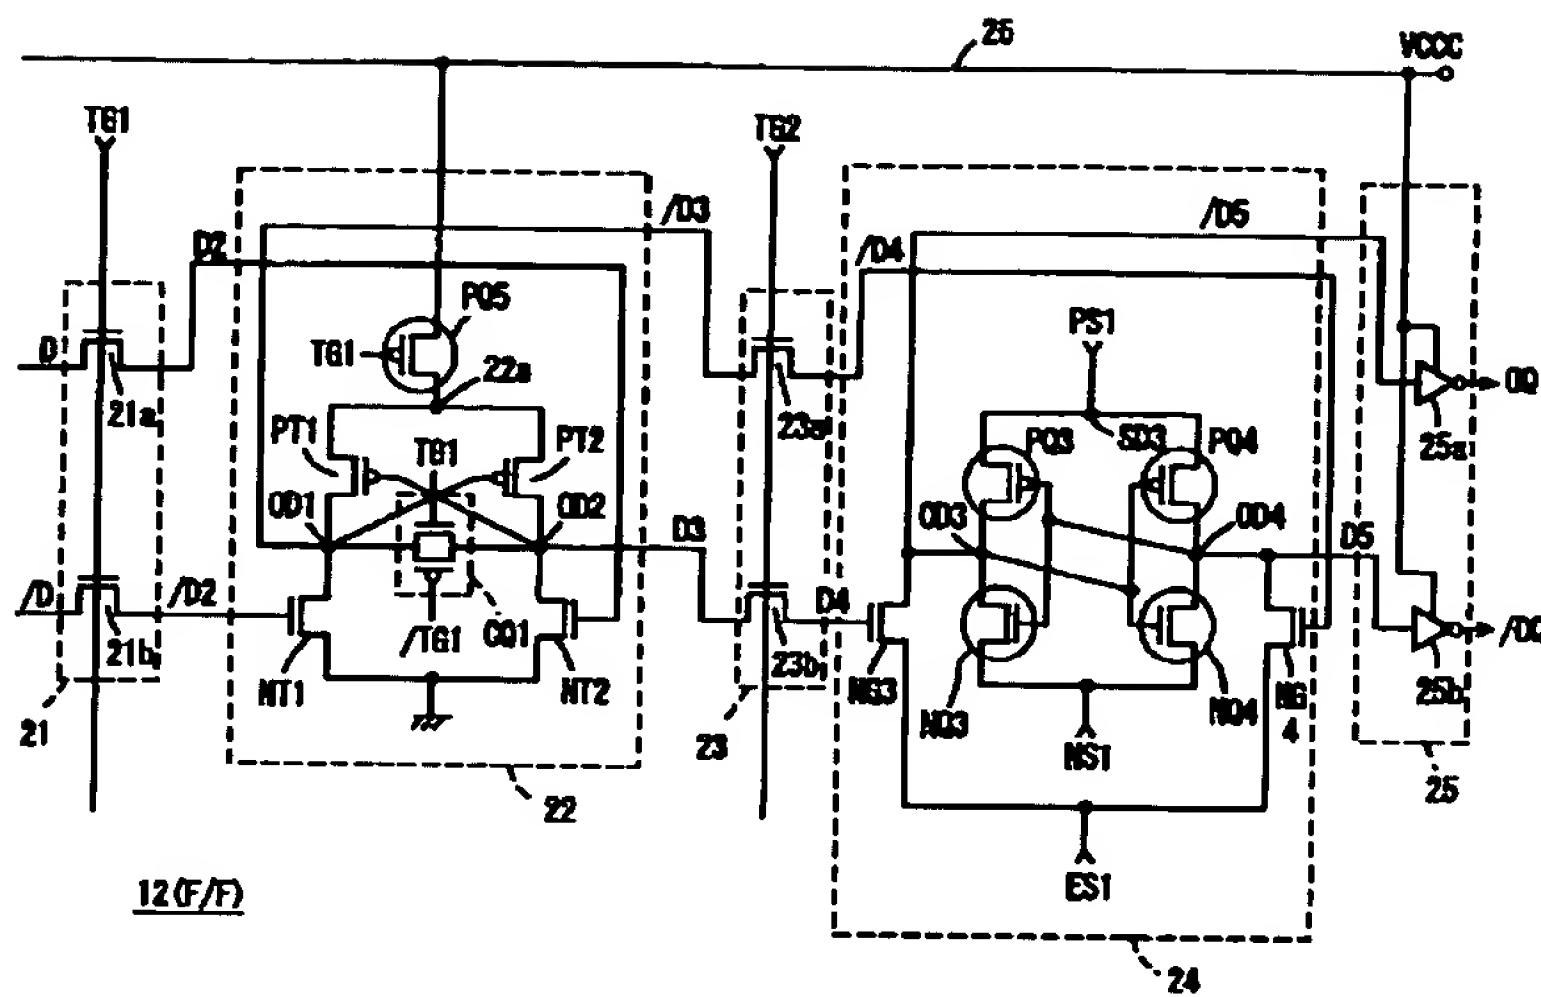 26
VCCC
TG1
TG2
/D3
/D5
D2
/D4
PQ5
PS1
D
TG1
22a
OQ
21a
23a
PT1
TG1
PT2
PQ3
SD3
PQ4
25a
OD1
OD2
D3
OD3
OD4
D5
/D
/D2
D4
/DQ
21b
/TG1
CQ1
23b
25b
NT1
NT2
NG3
NQ3
NQ4
NG
4
21
23
NS1
22
25
ES1
12(F/F)
24